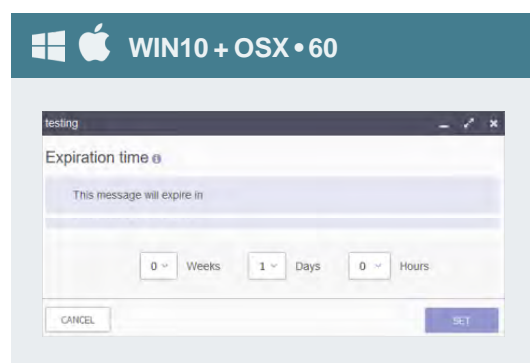 WIN10 + OSX • 60
testing
Expiration time
This message will expire in
0 Weeks 1 Days 0 Hours
CANCEL SET